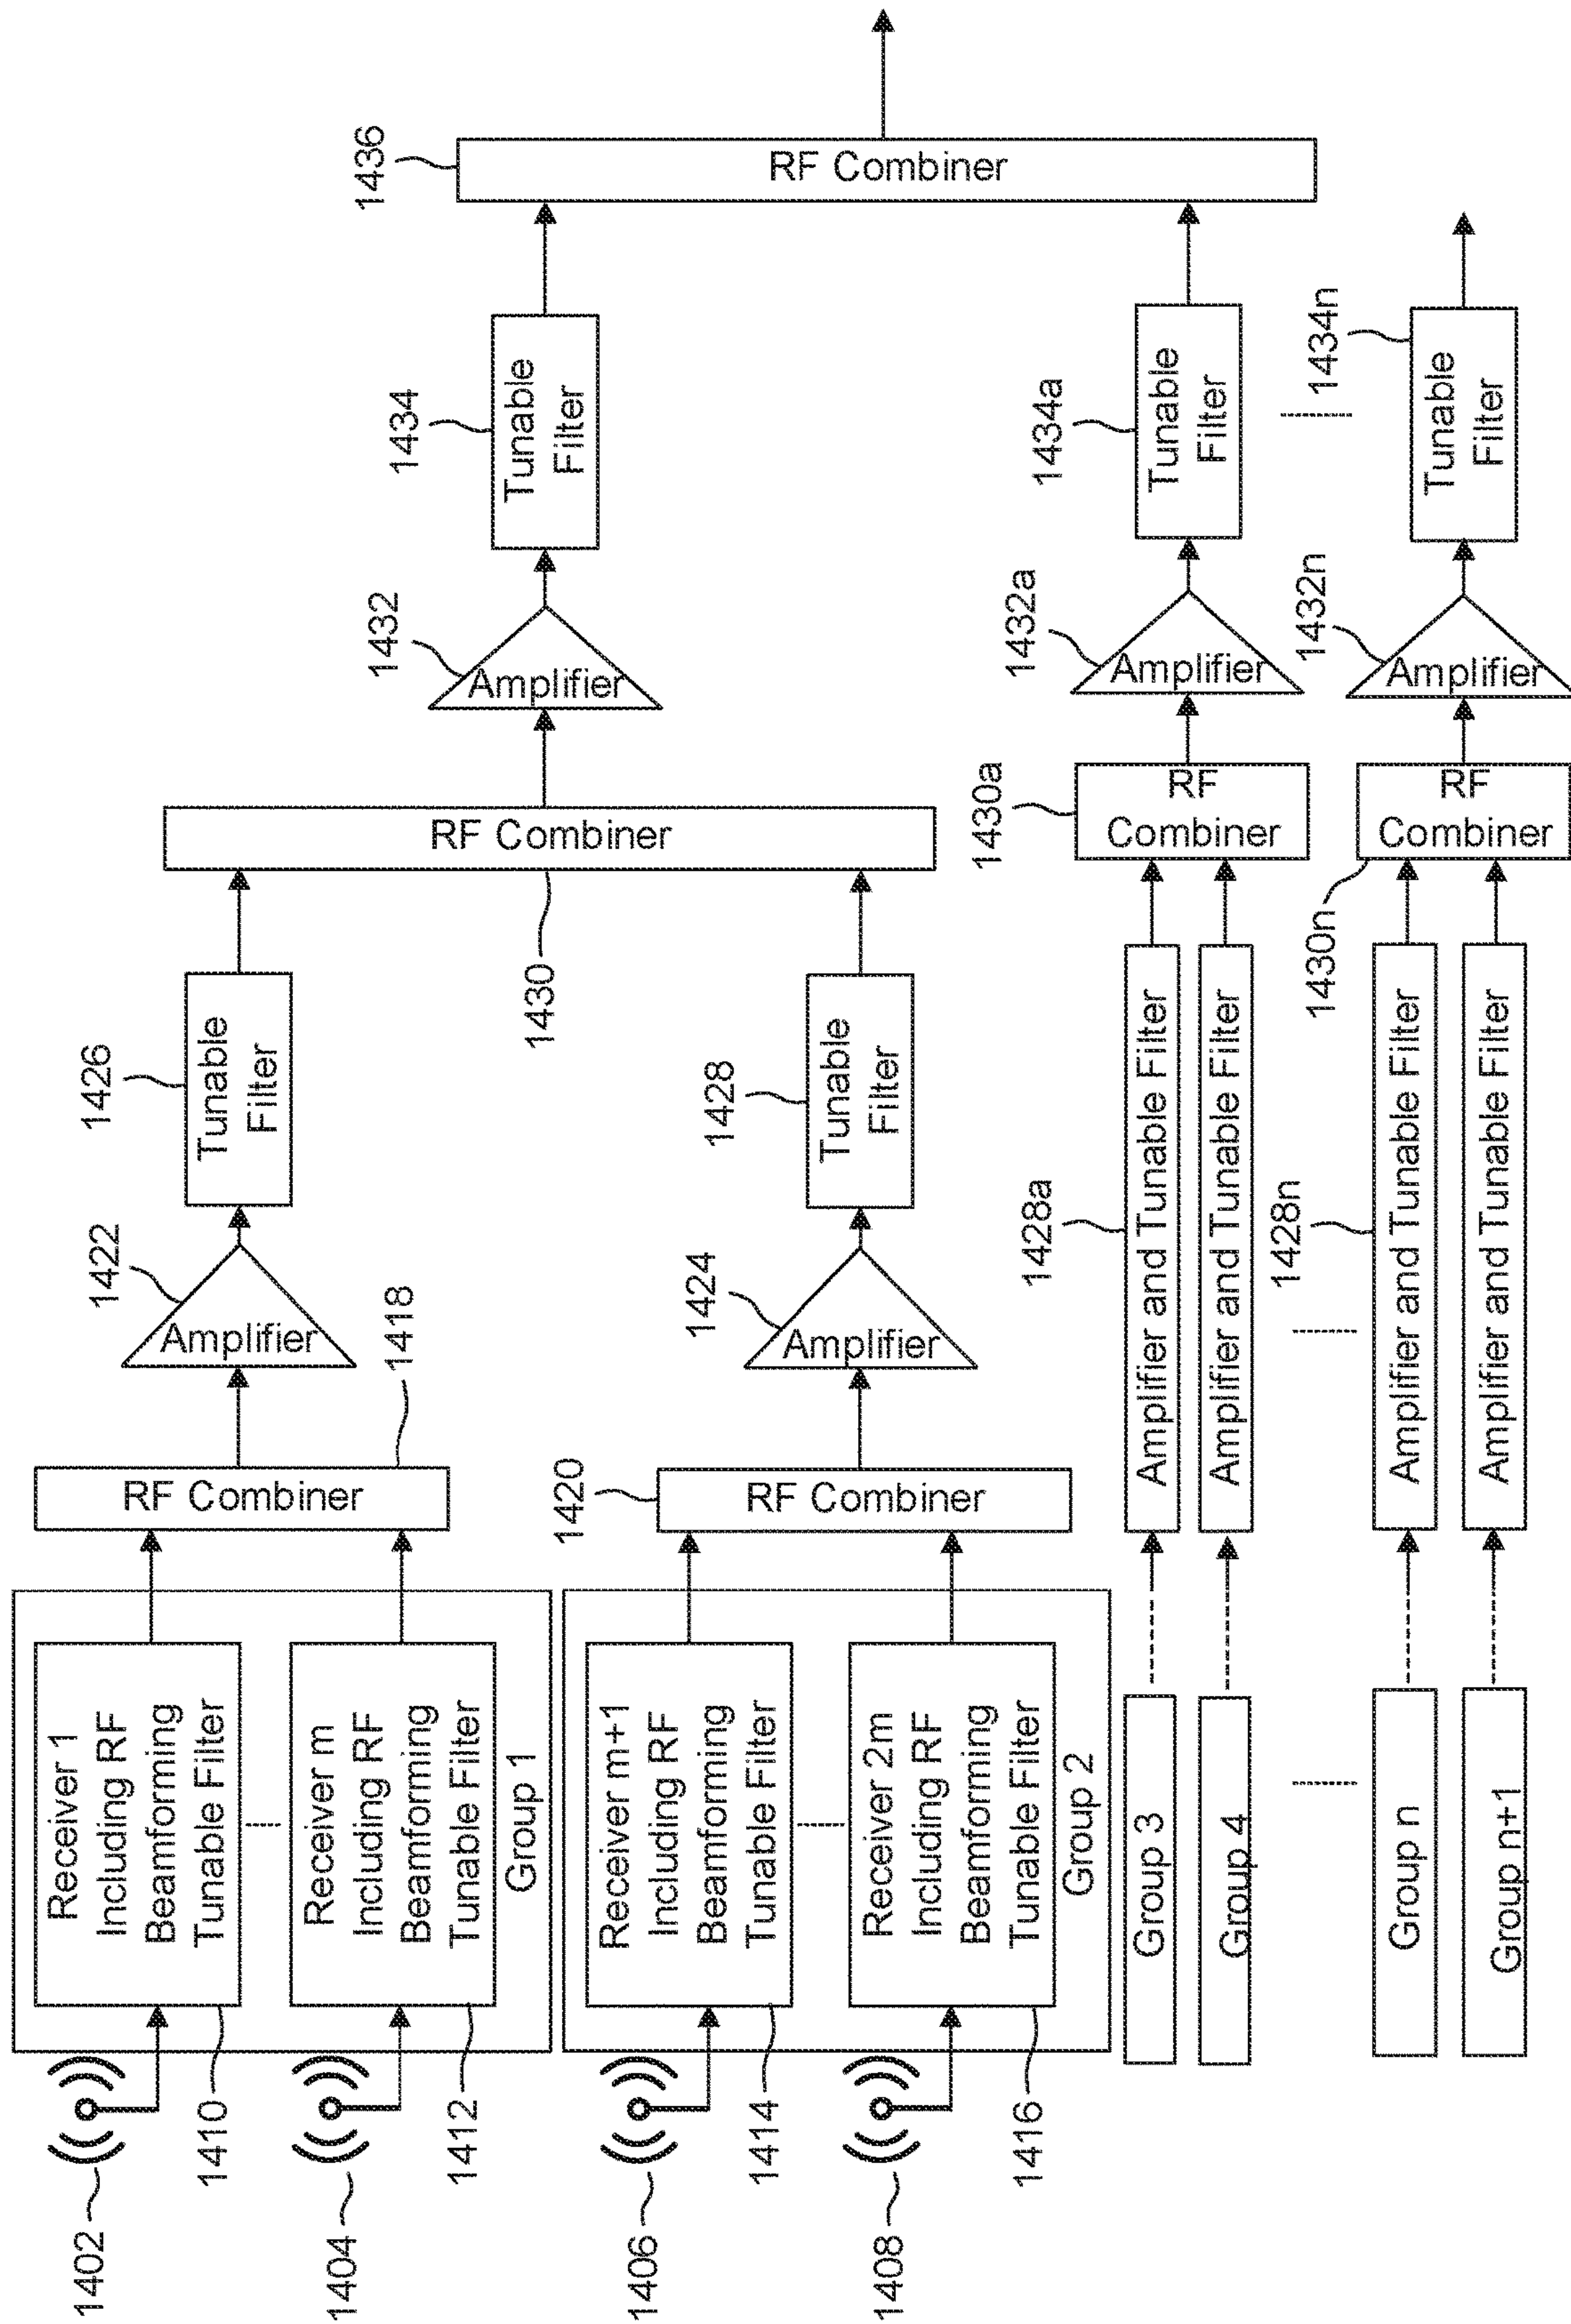 1402
1410
Receiver 1
Including RF
Beamforming
Tunable Filter
1404
1412
Receiver m
Including RF
Beamforming
Tunable Filter
Group 1
RF Combiner
1418
Amplifier
1422
Tunable
Filter
1426
1406
1414
Receiver m+1
Including RF
Beamforming
Tunable Filter
1408
1416
Receiver 2m
Including RF
Beamforming
Tunable Filter
Group 2
RF Combiner
1420
Amplifier
1424
Tunable
Filter
1428
RF Combiner
1430
Amplifier
1432
Tunable
Filter
1434
RF Combiner
1436
Group 3
Amplifier and Tunable Filter
1428a
Group 4
Amplifier and Tunable Filter
RF
Combiner
1430a
Amplifier
1432a
Tunable
Filter
1434a
Group n
Amplifier and Tunable Filter
1428n
Group n+1
Amplifier and Tunable Filter
RF
Combiner
1430n
Amplifier
1432n
Tunable
Filter
1434n